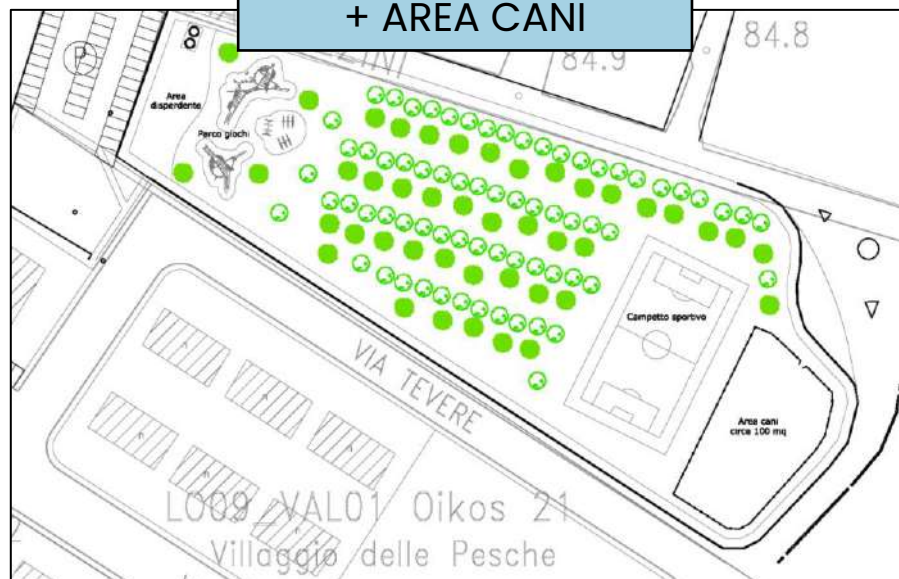 + AREA CANI
84.9
84.8
P
Area
disperdente
Parco giochi
Campetto sportivo
Area cani
circa 100 mq
VIA TEVERE
LO09_VAL01 Oikos 21
Villaggio delle Pesche